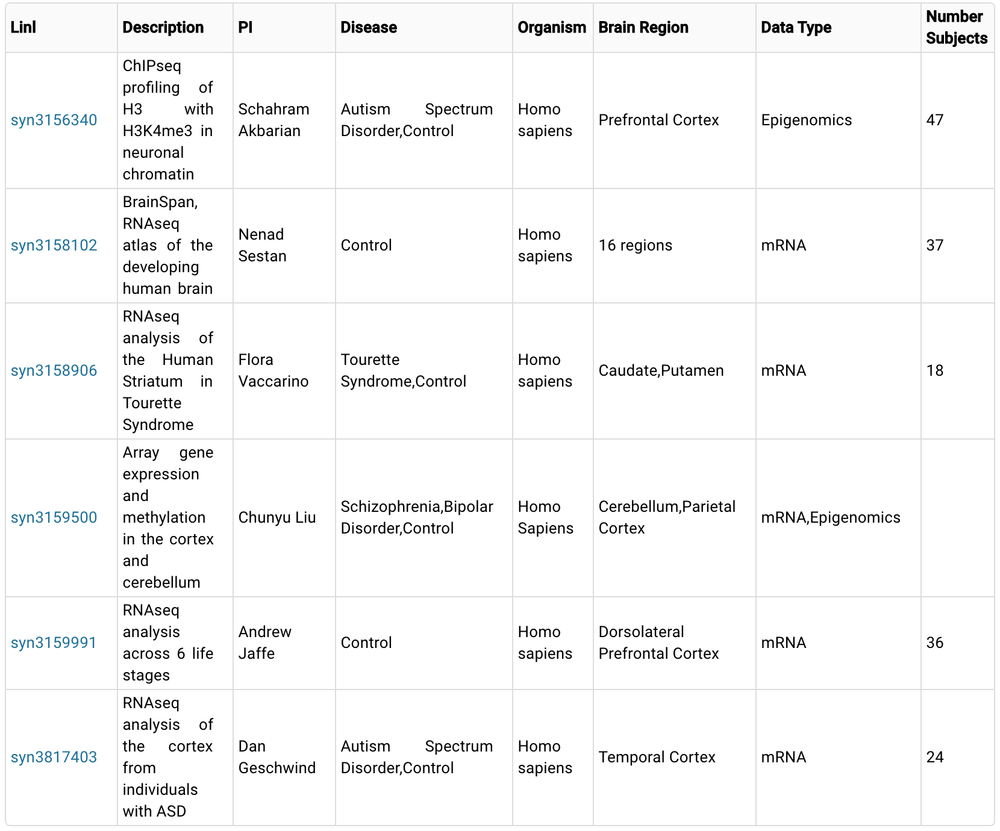 Linl
Description
PI
Disease
Organism
Brain Region
Data Type
Number
Subjects
syn3156340
ChIPseq
profiling of
H3 with
H3K4me3 in
neuronal
chromatin
Schahram
Akbarian
Autism Spectrum
Disorder,Control
Homo
sapiens
Prefrontal Cortex
Epigenomics
47
syn3158102
BrainSpan,
RNAseq
atlas of the
developing
human brain
Nenad
Sestan
Control
Homo
sapiens
16 regions
mRNA
37
syn3158906
RNAseq
analysis of
the Human
Striatum in
Tourette
Syndrome
Flora
Vaccarino
Tourette
Syndrome,Control
Homo
sapiens
Caudate,Putamen
mRNA
18
syn3159500
Array gene
expression
and
methylation
in the cortex
and
cerebellum
Chunyu Liu
Schizophrenia,Bipolar
Disorder,Control
Homo
Sapiens
Cerebellum,Parietal
Cortex
mRNA,Epigenomics
syn3159991
RNAseq
analysis
across 6 life
stages
Andrew
Jaffe
Control
Homo
sapiens
Dorsolateral
Prefrontal Cortex
mRNA
36
syn3817403
RNAseq
analysis of
the cortex
from
individuals
with ASD
Dan
Geschwind
Autism Spectrum
Disorder,Control
Homo
sapiens
Temporal Cortex
mRNA
24